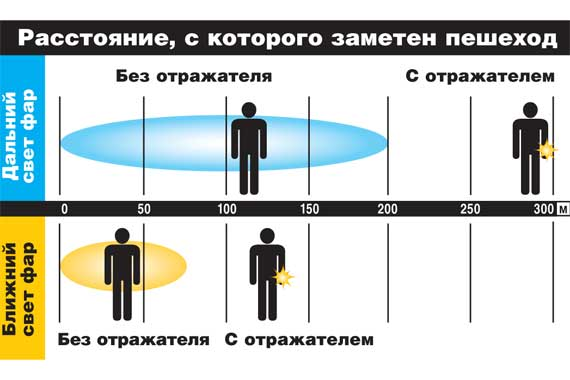 Расстояние, с которого заметен пешеход
Без отражателя
С отражателем
Дальний
свет фар
0 50 100 150 200 250 300 м
Ближний
свет фар
Без отражателя
С отражателем